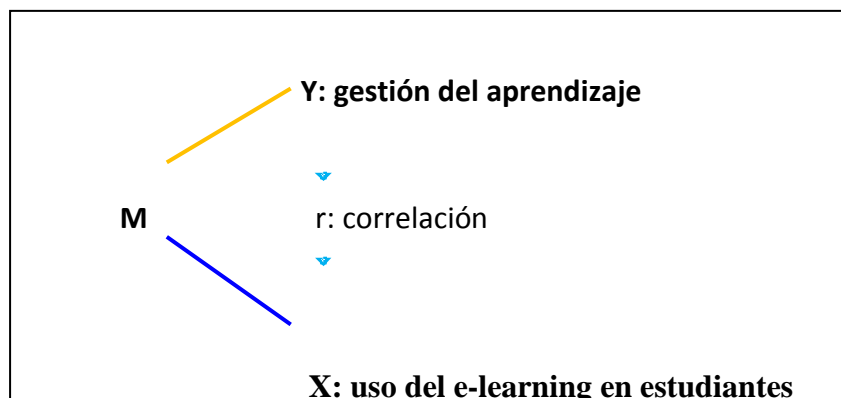 Y: gestión del aprendizaje
M
r: correlación
X: uso del e-learning en estudiantes